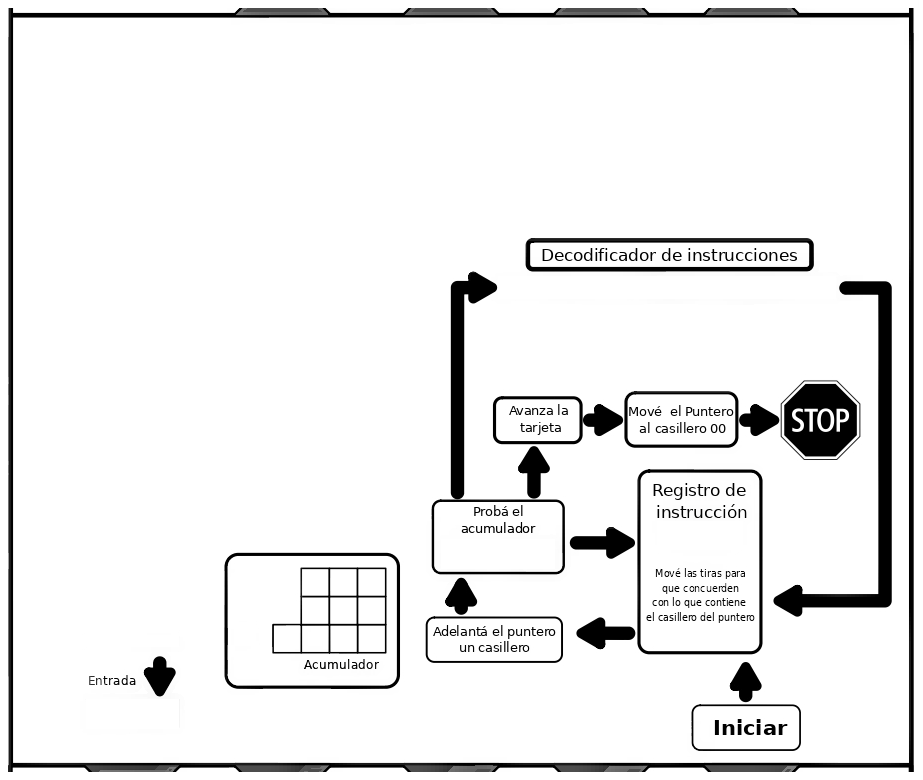 Decodificador de instrucciones
Avanza la
tarjeta
Mové el Puntero
al casillero 00
STOP
Probá el
acumulador
Registro de
instrucción
Mové las tiras para
que concuerden
con lo que contiene
el casillero del puntero
Adelantá el puntero
un casillero
Acumulador
Entrada
Iniciar